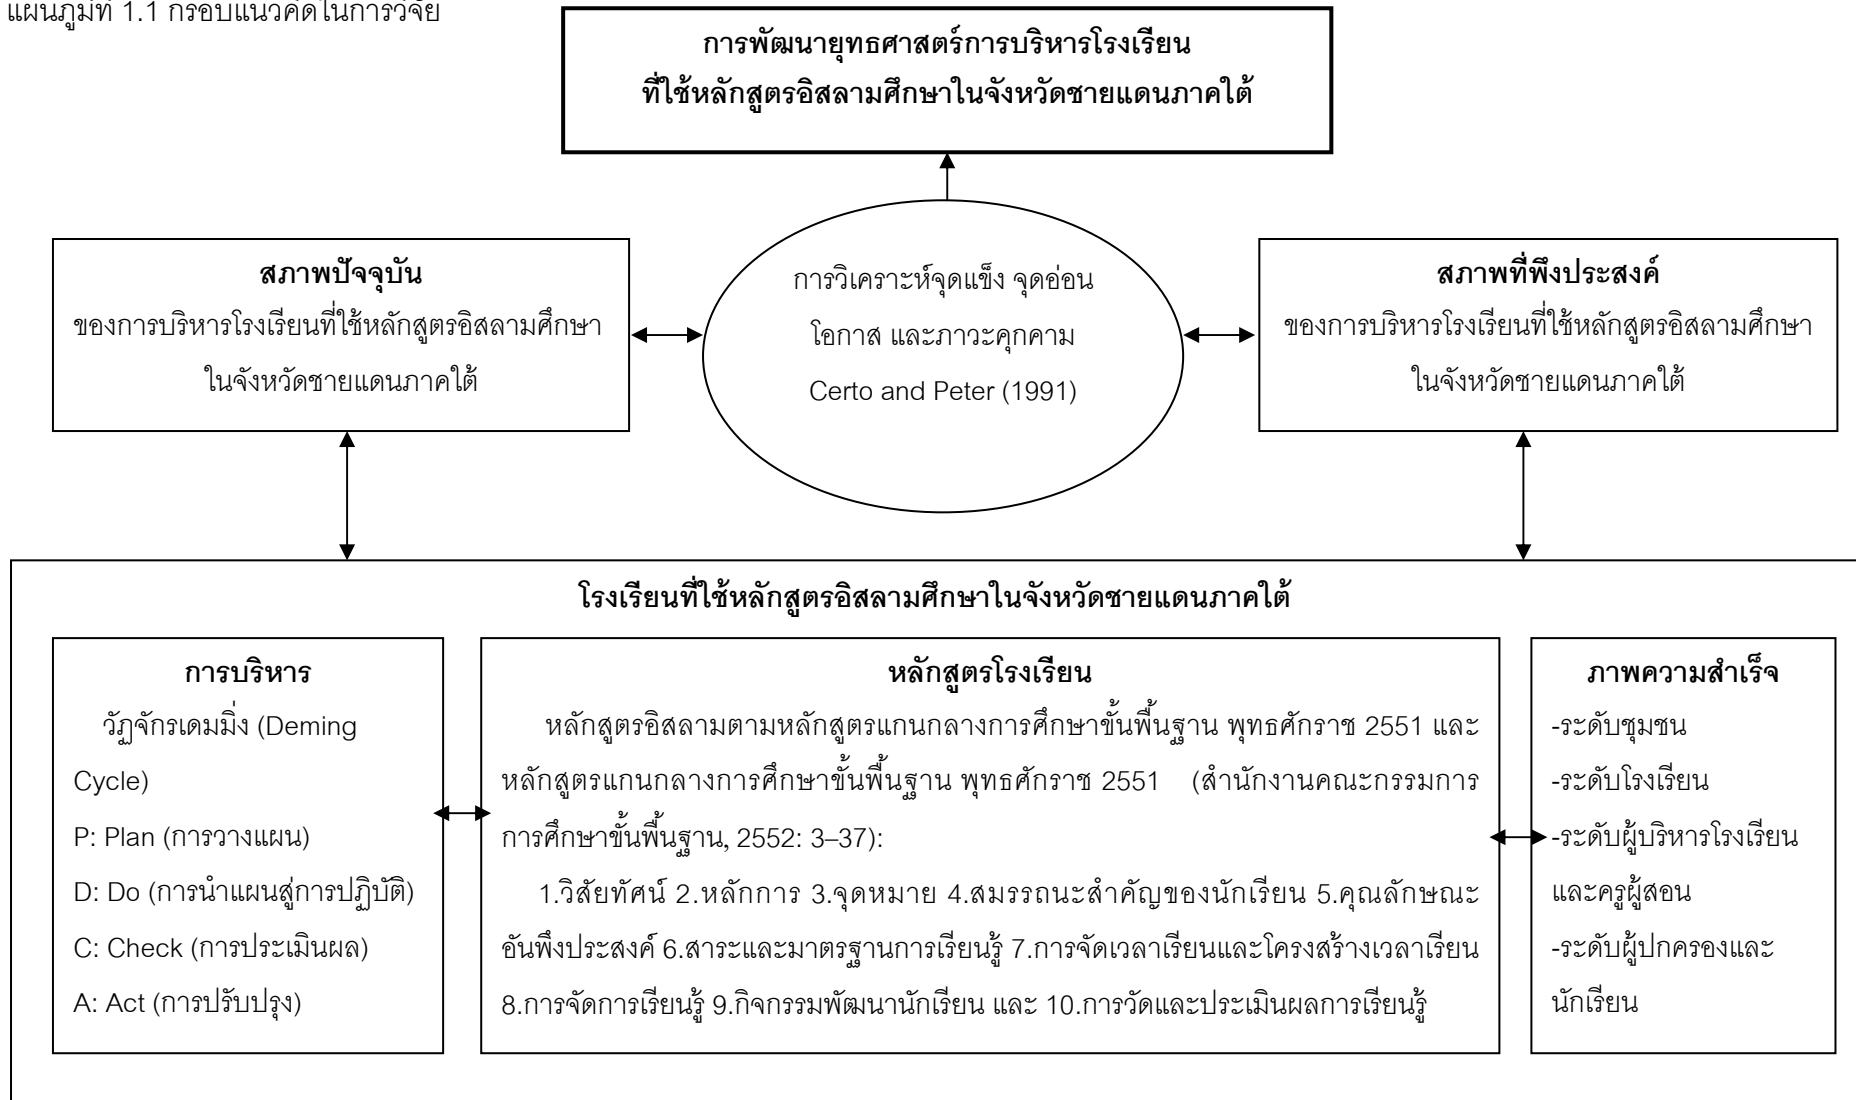 แผนภูมิที่ 1.1 กรอบแนวคิดในการวิจัย
การพัฒนายุทธศาสตร์การบริหารโรงเรียน
ที่ใช้หลักสูตรอิสลามศึกษาในจังหวัดชายแดนภาคใต้
สภาพปัจจุบัน
ของการบริหารโรงเรียนที่ใช้หลักสูตรอิสลามศึกษา
ในจังหวัดชายแดนภาคใต้
การวิเคราะห์จุดแข็ง จุดอ่อน
โอกาส และภาวะคุกคาม
Certo and Peter (1991)
สภาพที่พึงประสงค์
ของการบริหารโรงเรียนที่ใช้หลักสูตรอิสลามศึกษา
ในจังหวัดชายแดนภาคใต้
โรงเรียนที่ใช้หลักสูตรอิสลามศึกษาในจังหวัดชายแดนภาคใต้
การบริหาร
วัฏจักรเดมมิ่ง (Deming
Cycle)
P: Plan (การวางแผน)
D: Do (การนำแผนสู่การปฏิบัติ)
C: Check (การประเมินผล)
A: Act (การปรับปรุง)
หลักสูตรโรงเรียน
หลักสูตรอิสลามตามหลักสูตรแกนกลางการศึกษาขั้นพื้นฐาน พุทธศักราช 2551 และ
หลักสูตรแกนกลางการศึกษาขั้นพื้นฐาน พุทธศักราช 2551 (สำนักงานคณะกรรมการ
การศึกษาขั้นพื้นฐาน, 2552: 3–37):
1.วิสัยทัศน์ 2.หลักการ 3.จุดหมาย 4.สมรรถนะสำคัญของนักเรียน 5.คุณลักษณะ
อันพึงประสงค์ 6.สาระและมาตรฐานการเรียนรู้ 7.การจัดเวลาเรียนและโครงสร้างเวลาเรียน
8.การจัดการเรียนรู้ 9.กิจกรรมพัฒนานักเรียน และ 10.การวัดและประเมินผลการเรียนรู้
ภาพความสำเร็จ
-ระดับชุมชน
-ระดับโรงเรียน
-ระดับผู้บริหารโรงเรียน
และครูผู้สอน
-ระดับผู้ปกครองและ
นักเรียน